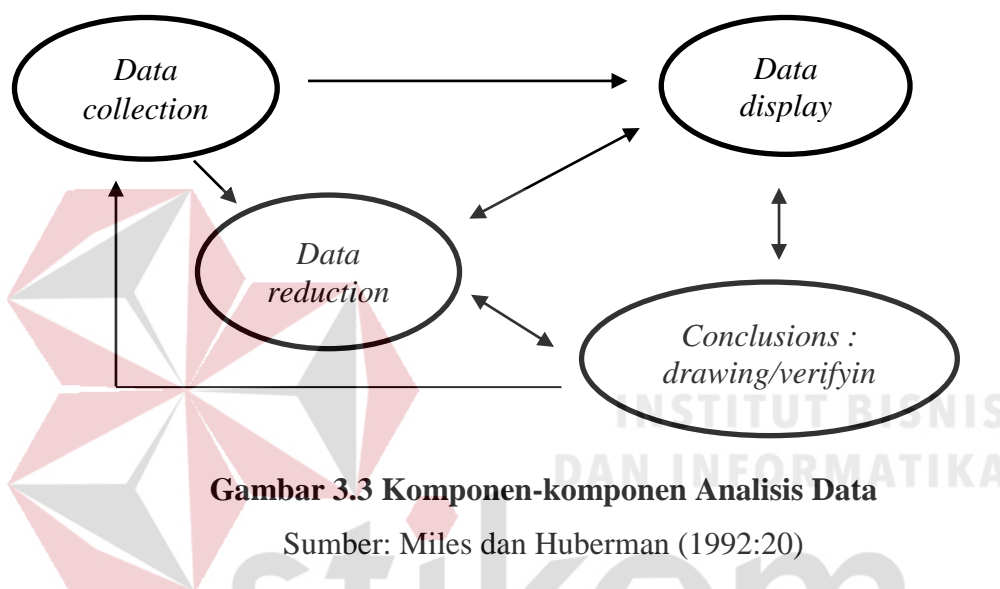 Data
collection
Data
display
Data
reduction
Conclusions :
drawing/verifyin
INSTITUT BISNIS
DAN INFORMATIKA
Gambar 3.3 Komponen-komponen Analisis Data
Sumber: Miles dan Huberman (1992:20)
stikom